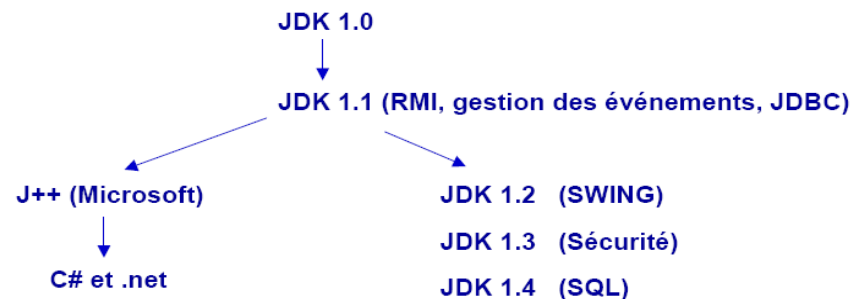 JDK 1.0
JDK 1.1 (RMI, gestion des événements, JDBC)
J++ (Microsoft)
JDK 1.2 (SWING)
JDK 1.3 (Sécurité)
C# et .net
JDK 1.4 (SQL)